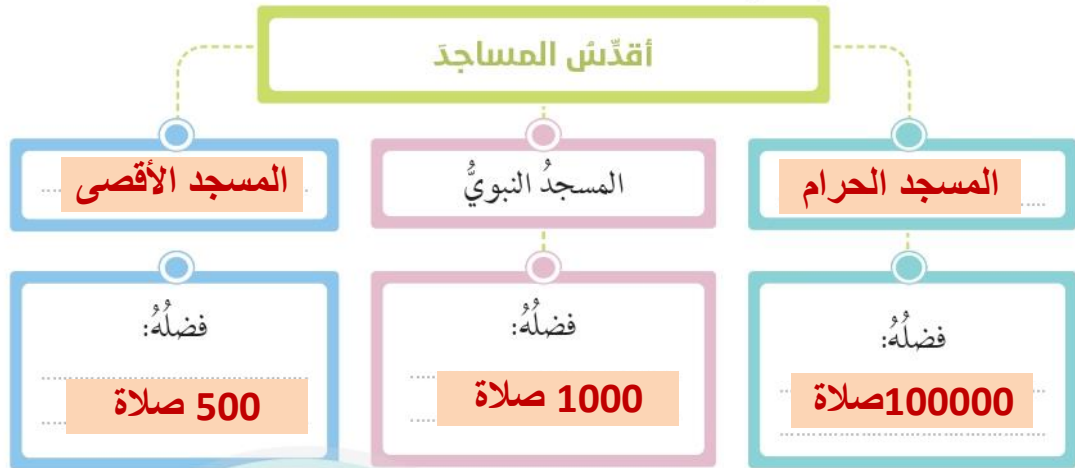 أقدِّسُ المساجدَ
المسجد الحرام
المسجدُ النبويُّ
المسجد الأقصى
فضلُهُ:
100000صلاة
فضلُهُ:
1000 صلاة
فضلُهُ:
500 صلاة